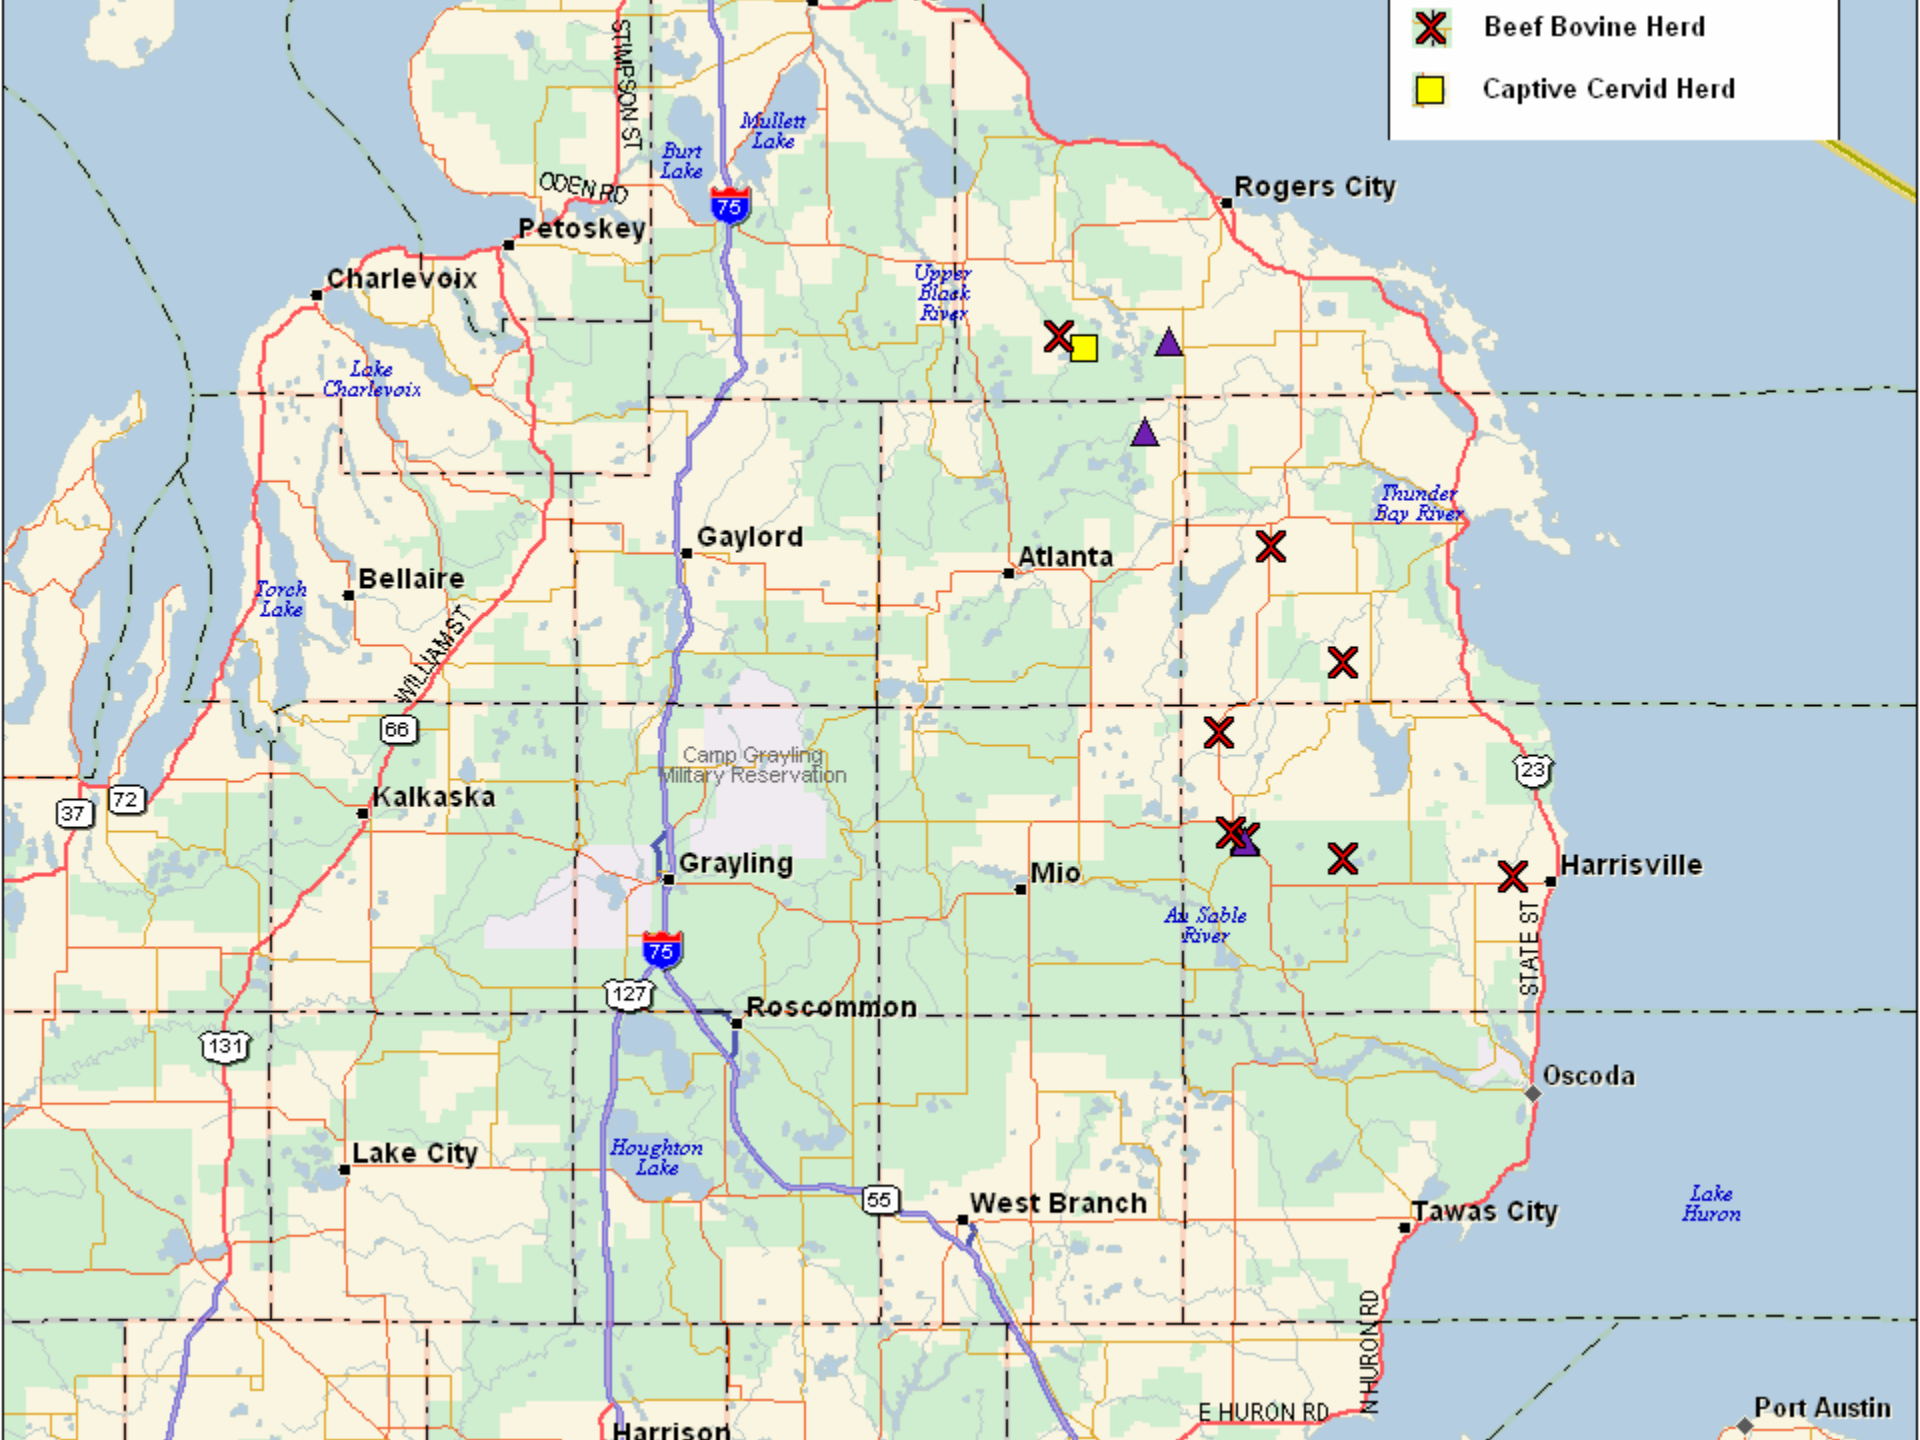 Beef Bovine Herd
Captive Cervid Herd
STIMPSON ST
Mullett
Lake
Burt
Lake
ODEN RD
75
Rogers City
Petoskey
Charlevoix
Upper
Black
River
Lake
Charlevoix
Thunder
Bay River
Gaylord
Atlanta
Bellaire
Torch
Lake
WILLIAM ST
66
Camp Grayling
Military Reservation
23
37
72
Kalkaska
Grayling
Mio
Harrisville
Au Sable
River
STATE ST
75
127
Roscommon
131
Oscoda
Lake City
Houghton
Lake
55
West Branch
Lake
Huron
Tawas City
N HURON RD
E HURON RD
Port Austin
Harrison